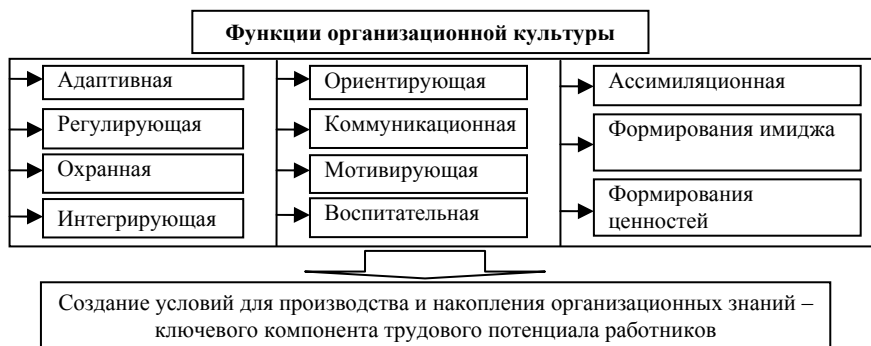 Функции организационной культуры
Адаптивная
Регулирующая
Охранная
Интегрирующая
Ориентирующая
Коммуникационная
Мотивирующая
Воспитательная
Ассимиляционная
Формирования имиджа
Формирования
ценностей
Создание условий для производства и накопления организационных знаний –
ключевого компонента трудового потенциала работников